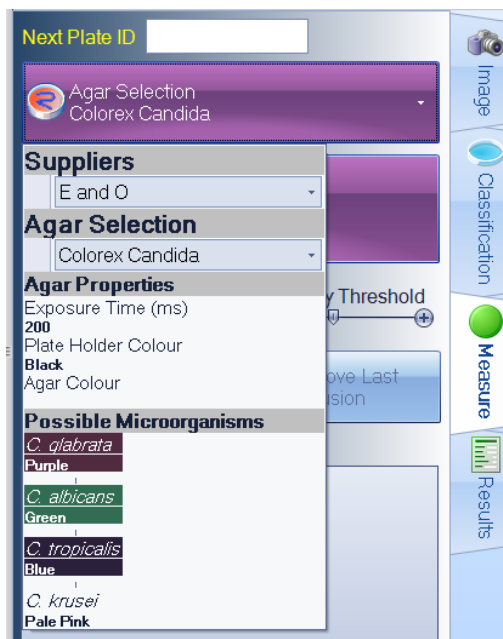 Next Plate ID
Agar Selection
Colorex Candida
Suppliers
E and O
Agar Selection
Colorex Candida
Agar Properties
Exposure Time (ms)
200
Plate Holder Colour
Black
Agar Colour
Possible Microorganisms
C. glabrata
Purple
C. albicans
Green
C. tropicalis
Blue
C. krusei
Pale Pink
y Threshold
ove Last
usion
Image
Classification
Measure
Results